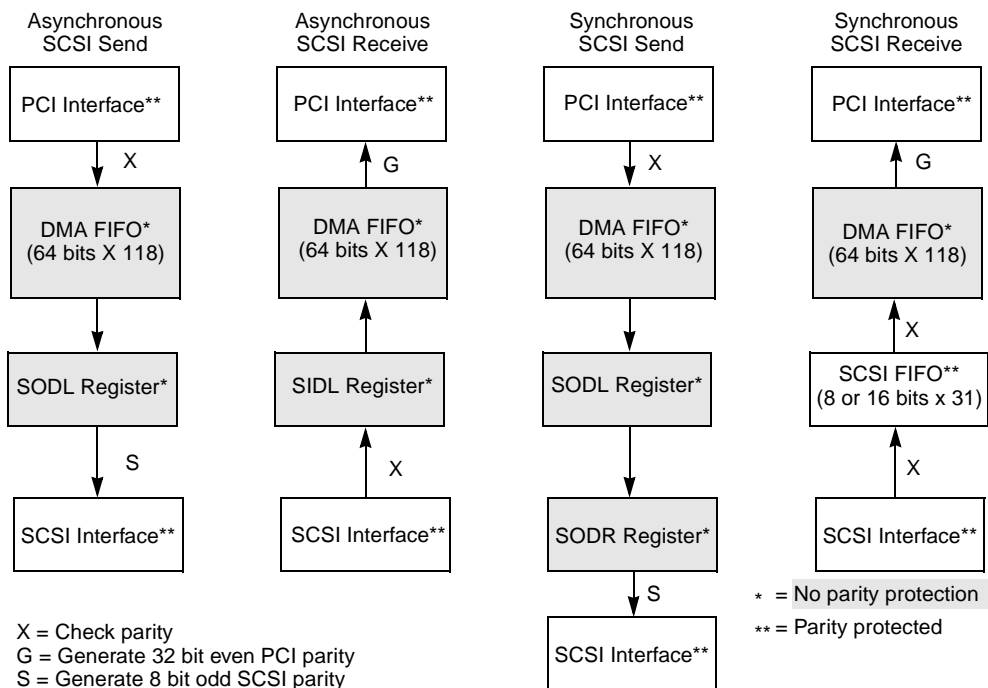 Asynchronous
SCSI Send
PCI Interface**
X
DMA FIFO*
(64 bits X 118)
SODL Register*
S
SCSI Interface**
Asynchronous
SCSI Receive
PCI Interface**
G
DMA FIFO*
(64 bits X 118)
SIDL Register*
X
SCSI Interface**
Synchronous
SCSI Send
PCI Interface**
X
DMA FIFO*
(64 bits X 118)
SODL Register*
SODR Register*
S
SCSI Interface**
Synchronous
SCSI Receive
PCI Interface**
G
DMA FIFO*
(64 bits X 118)
X
SCSI FIFO**
(8 or 16 bits x 31)
X
SCSI Interface**
* = No parity protection
** = Parity protected
X = Check parity
G = Generate 32 bit even PCI parity
S = Generate 8 bit odd SCSI parity